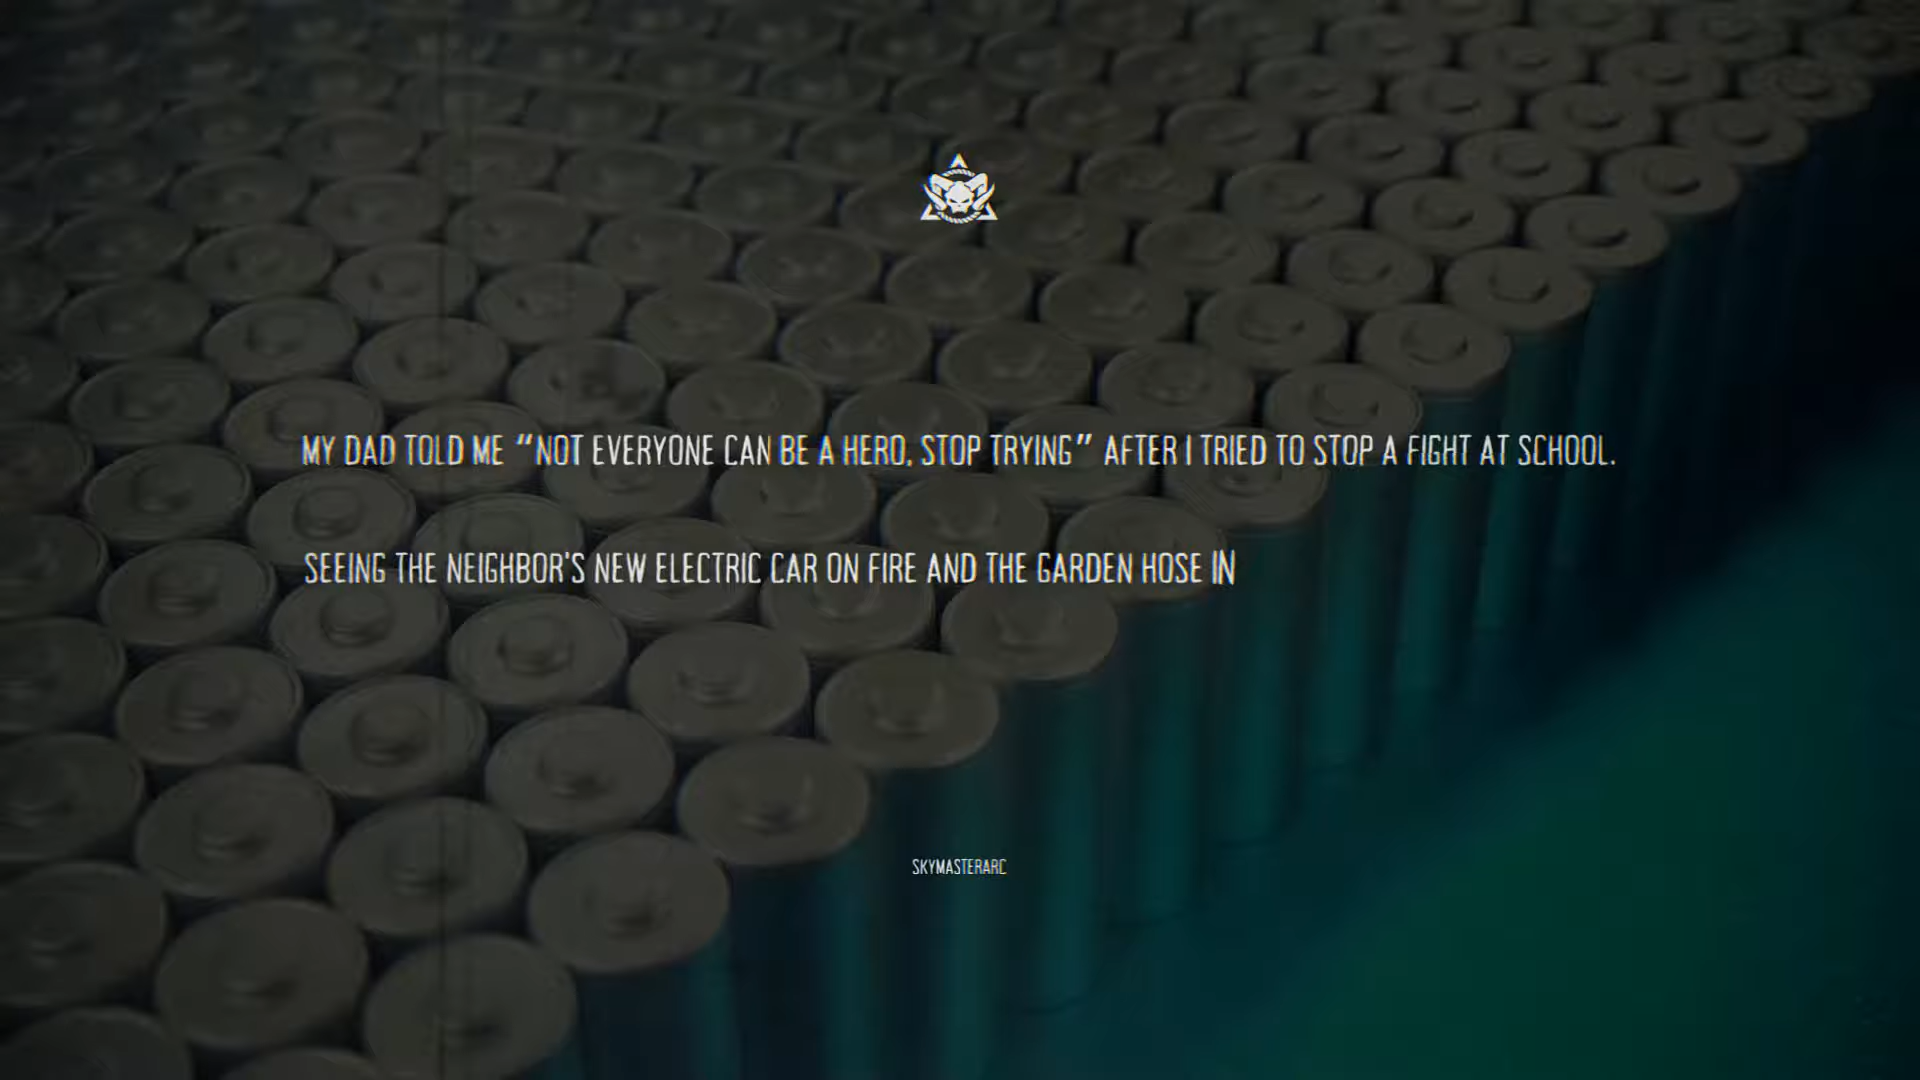 MY DAD TOLD ME “NOT EVERYONE CAN BE A HERO, STOP TRYING” AFTER I TRIED TO STOP A FIGHT AT SCHOOL.
SEEING THE NEIGHBOR'S NEW ELECTRIC CAR ON FIRE AND THE GARDEN HOSE IN
SKYMASTERARC